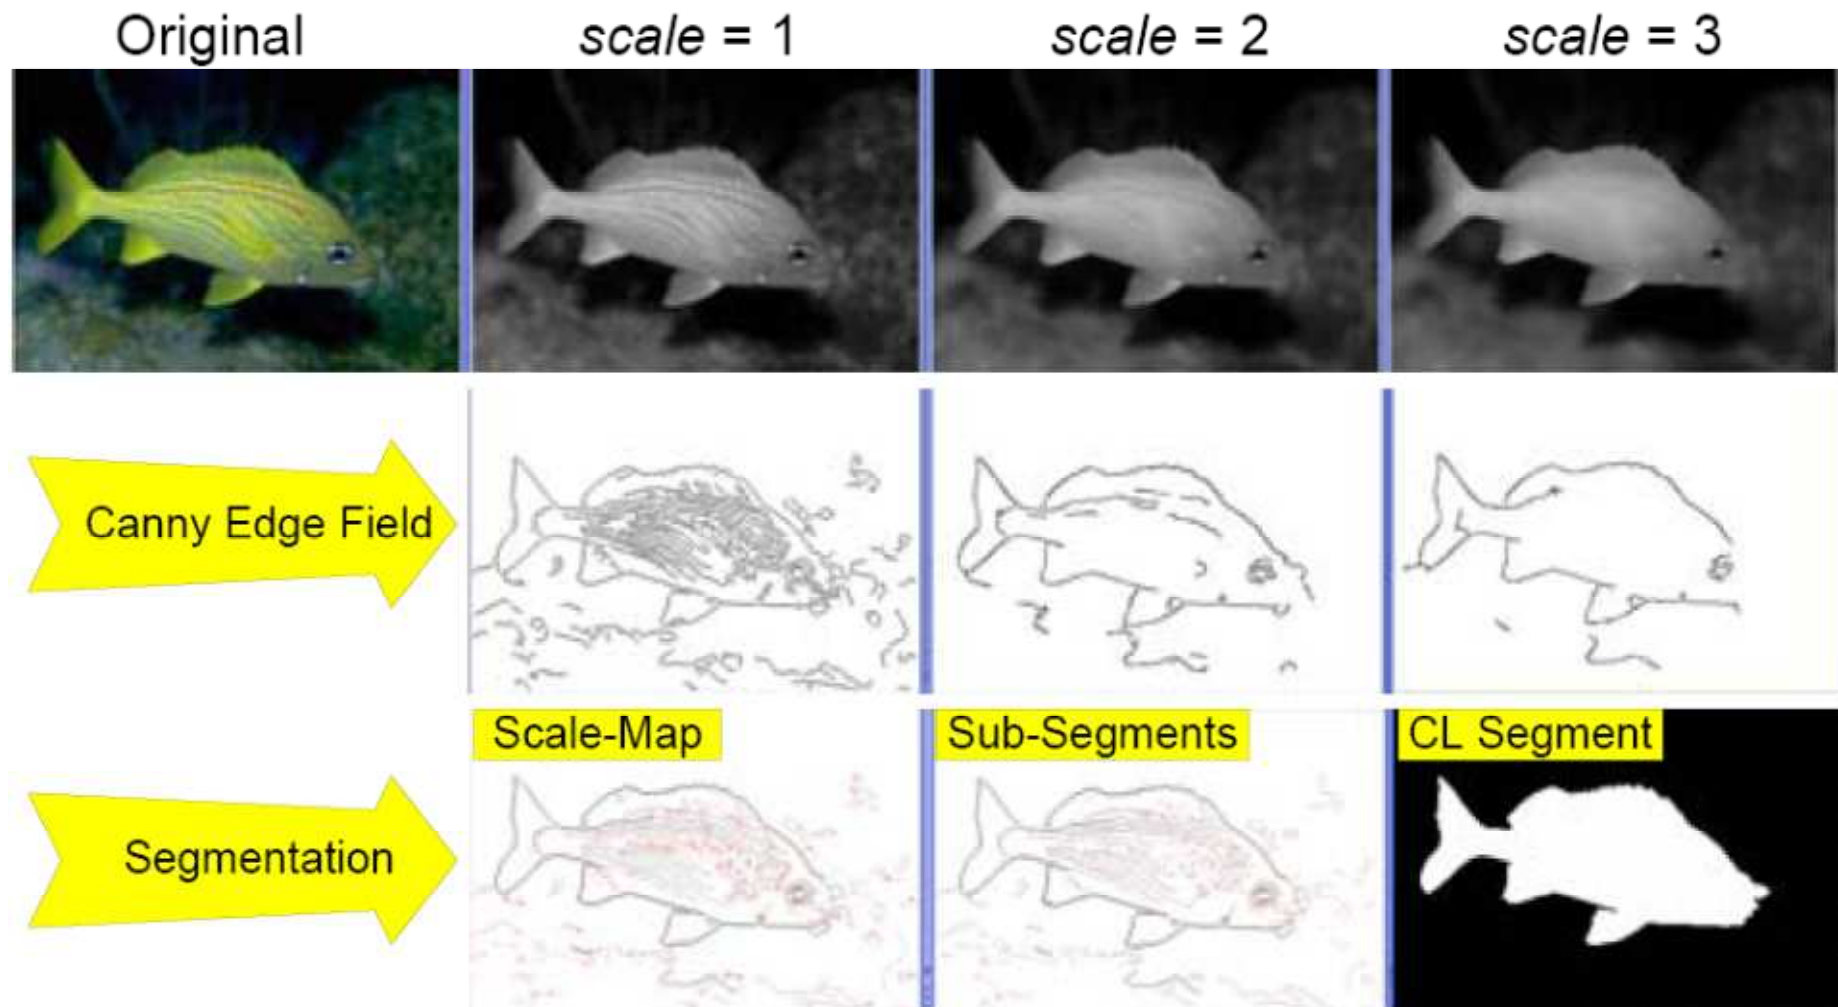 Original
scale = 1
scale = 2
scale = 3
Canny Edge Field
Scale-Map
Sub-Segments
CL Segment
Segmentation